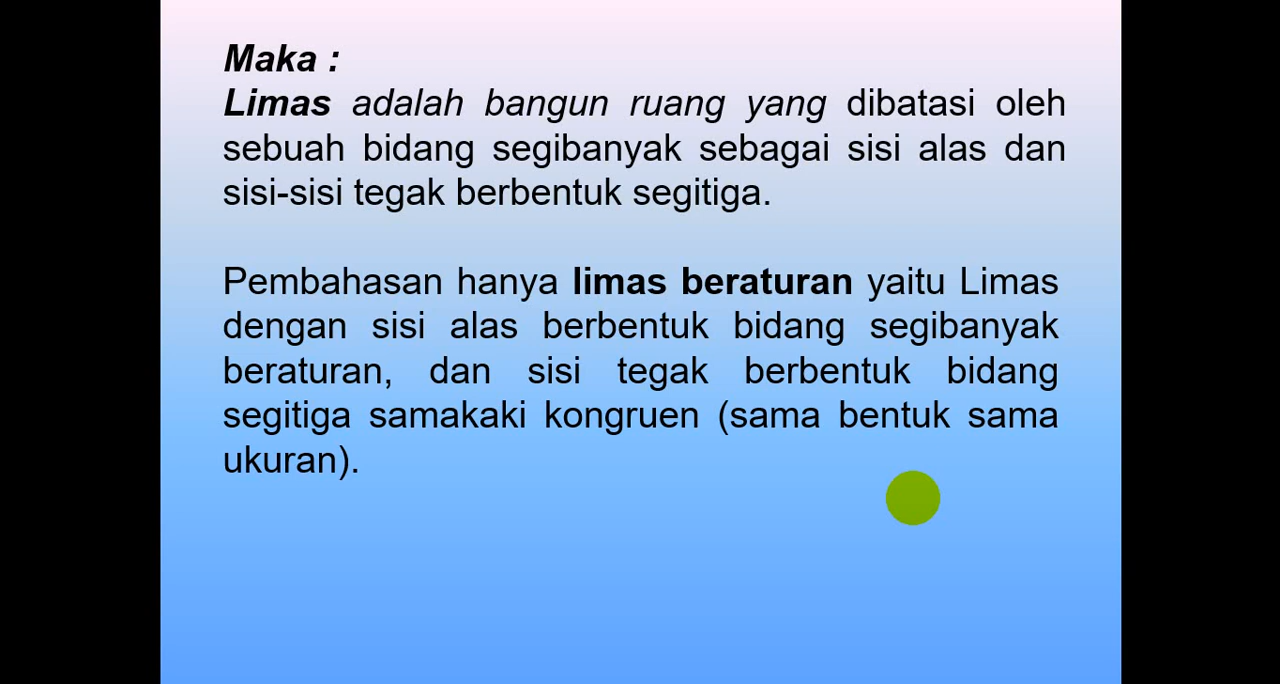 Maka :
Limas adalah bangun ruang yang dibatasi oleh
sebuah bidang segibanyak sebagai sisi alas dan
sisi-sisi tegak berbentuk segitiga.
Pembahasan hanya limas beraturan yaitu Limas
dengan sisi alas berbentuk bidang segibanyak
beraturan, dan sisi tegak berbentuk bidang
segitiga samakaki kongruen (sama bentuk sama
ukuran).